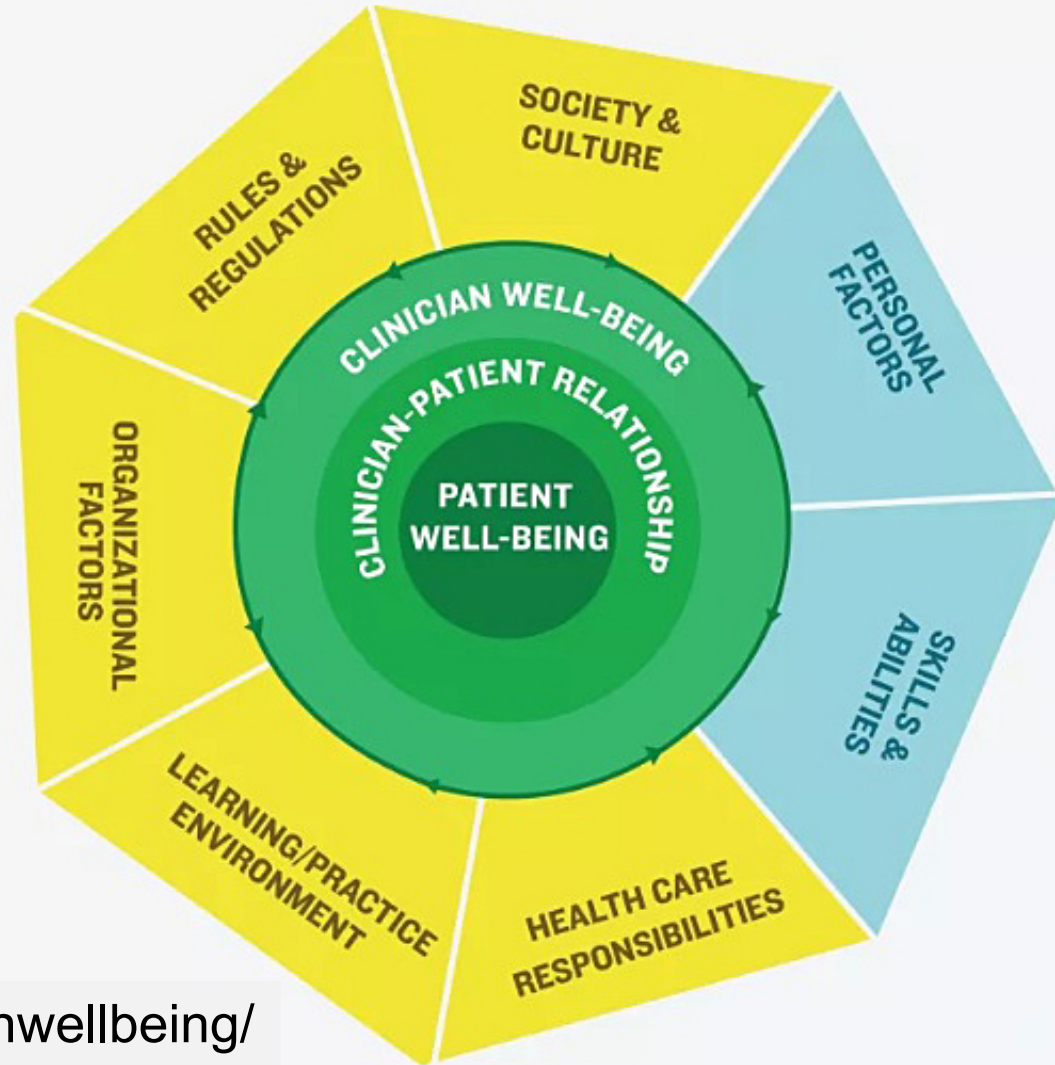 SOCIETY &
CULTURE
RULES &
REGULATIONS
PERSONAL
FACTORS
CLINICIAN WELL-BEING
CLINICIAN-PATIENT RELATIONSHIP
PATIENT
WELL-BEING
ORGANIZATIONAL
FACTORS
SKILLS &
ABILITIES
LEARNING/PRACTICE
ENVIRONMENT
HEALTH CARE
RESPONSIBILITIES
nwellbeing/